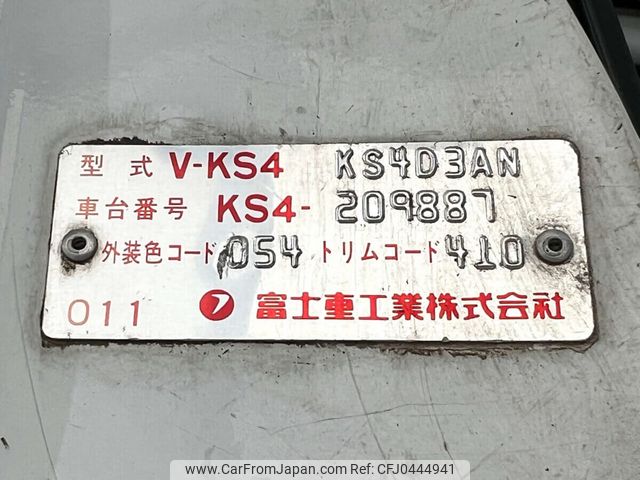 型式 V-KS4 KS4D3AN
車台番号 KS4- 209887
外装色コード 054 トリムコード 410
011 富士重工業株式会社
www.CarFromJapan.com | Photo ID: CFJ0444941